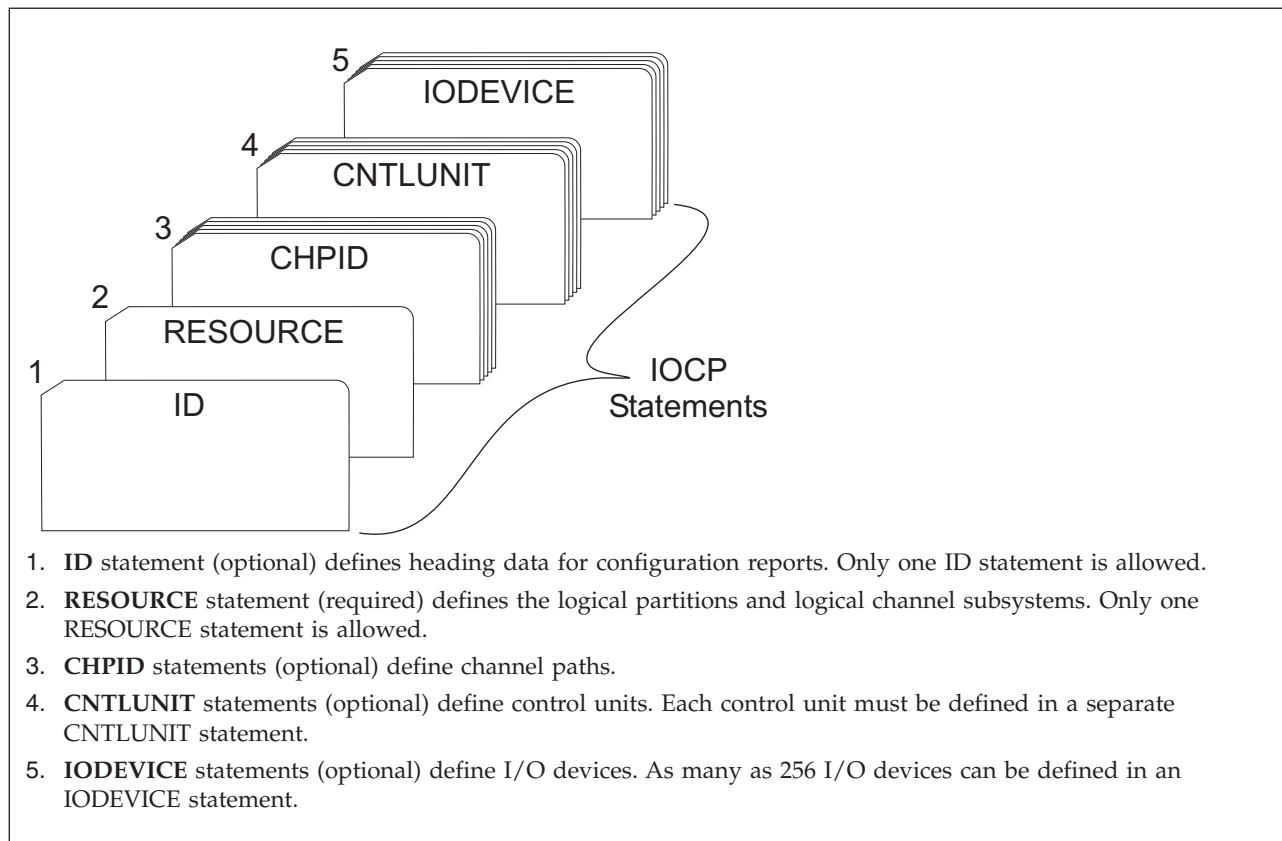 5
IODEVICE
4
CNTLUNIT
3
CHPID
2
RESOURCE
1
ID
IOCP
Statements
1. ID statement (optional) defines heading data for configuration reports. Only one ID statement is allowed.
2. RESOURCE statement (required) defines the logical partitions and logical channel subsystems. Only one
RESOURCE statement is allowed.
3. CHPID statements (optional) define channel paths.
4. CNTLUNIT statements (optional) define control units. Each control unit must be defined in a separate
CNTLUNIT statement.
5. IODEVICE statements (optional) define I/O devices. As many as 256 I/O devices can be defined in an
IODEVICE statement.